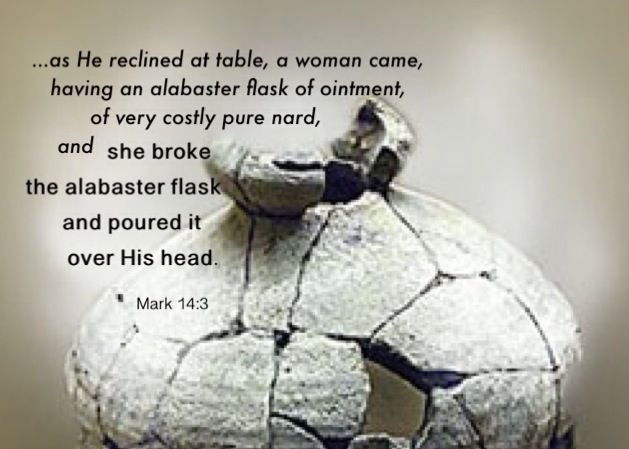 ...as He reclined at table, a woman came,
having an alabaster flask of ointment,
of very costly pure nard,
and she broke
the alabaster flask
and poured it
over His head.
Mark 14:3